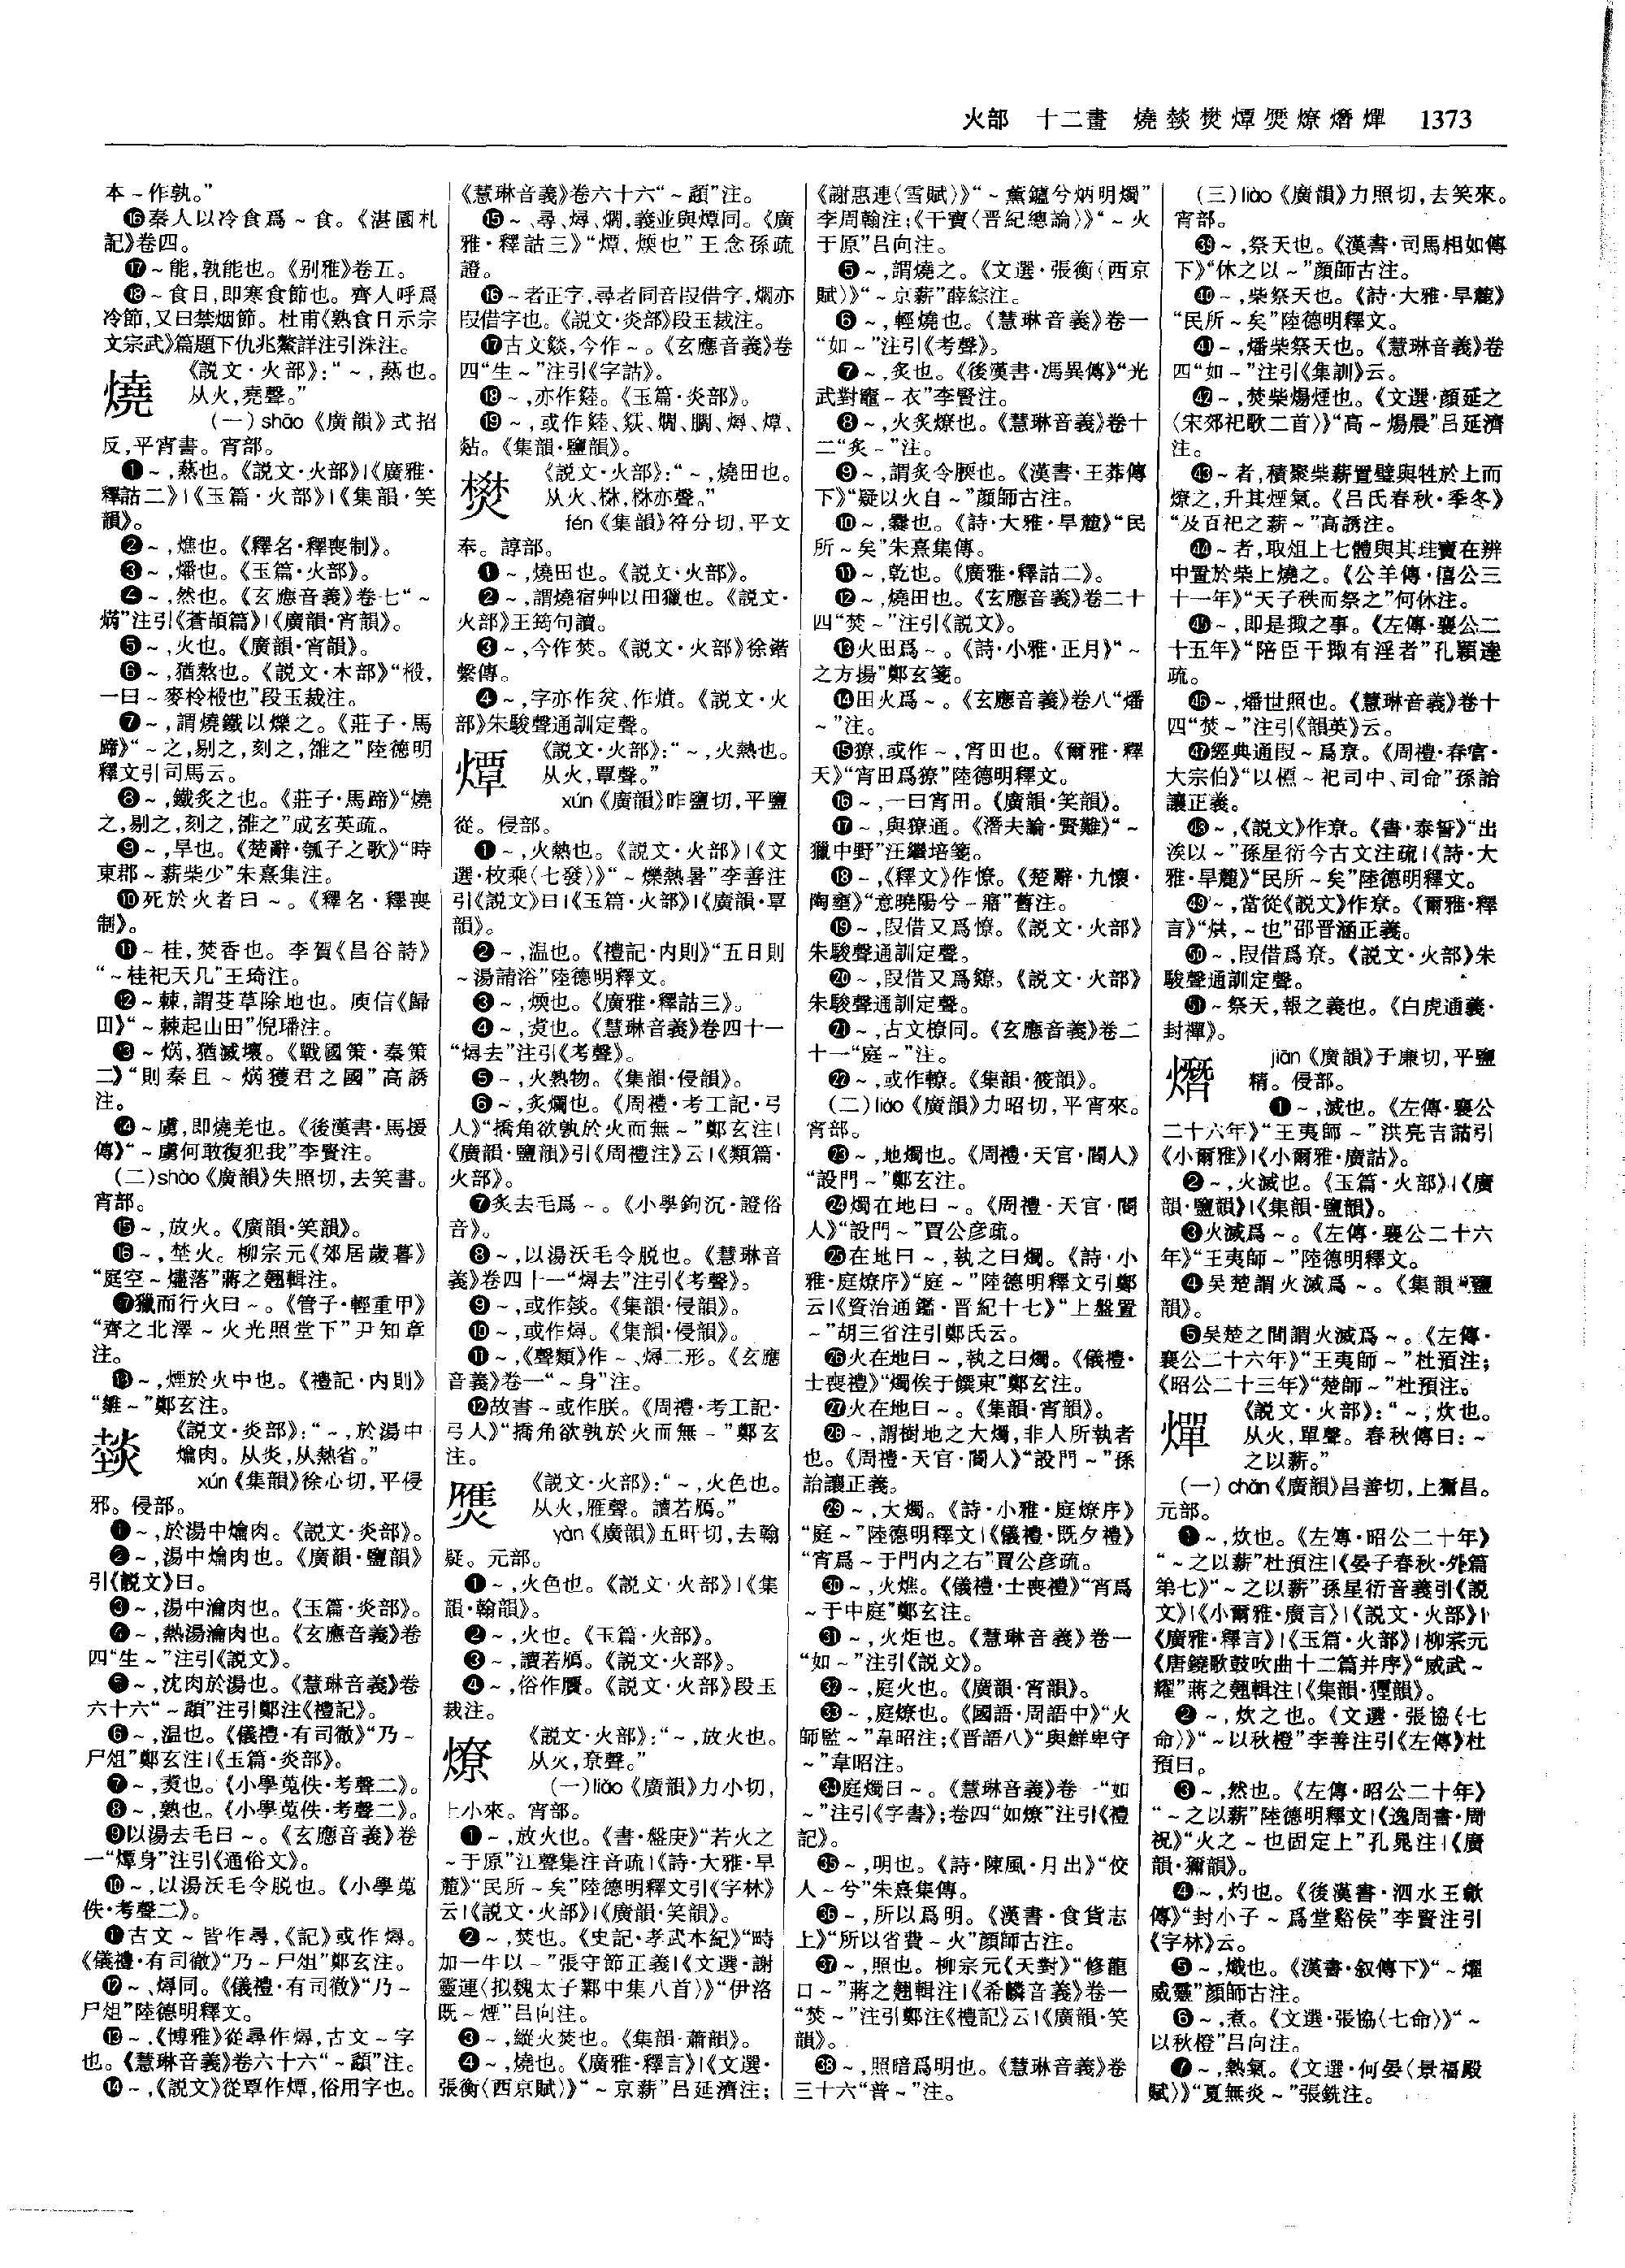 火部　十二畫　燒燅燓燂㷼燎熸燀　1373
本～作孰。”
⓰秦人以冷食爲～食。《湛園札
記》卷四。
⓱～能,孰能也。《别雅》卷五。
⓲～食日,即寒食節也。齊人呼爲
冷節,又曰禁烟節。杜甫《熟食日示宗
文宗武》篇題下仇兆鰲詳注引洙注。
燒
《説文·火部》：“～,爇也。
从火,堯聲。”
(一) shāo《廣韻》式招
反,平宵書。宵部。
❶～,爇也。《説文·火部》|《廣雅·
釋詁二》|《玉篇·火部》|《集韻·笑
韻》。
❷～,燋也。《釋名·釋喪制》。
❸～,燔也。《玉篇·火部》。
❹～,然也。《玄應音義》卷七“～
焫”注引《蒼頡篇》|《廣韻·宵韻》。
❺～,火也。《廣韻·宵韻》。
❻～,猶熬也。《説文·木部》“椴,
一曰～麥柃椴也”段玉裁注。
❼～,謂燒鐵以爍之。《莊子·馬
蹄》“～之,剔之,刻之,雒之”陸德明
釋文引司馬云。
❽～,鐵炙之也。《莊子·馬蹄》“燒
之,剔之,刻之,雒之”成玄英疏。
❾～,旱也。《楚辭·瓠子之歌》“時
東郡～薪柴少”朱熹集注。
❿死於火者曰～。《釋名·釋喪
制》。
⓫～桂,焚香也。李賀《昌谷詩》
“～桂祀天几”王琦注。
⓬～棘,謂芟草除地也。庾信《歸
田》“～棘起山田”倪璠注。
⓭～焫,猶滅壞。《戰國策·秦策
二》“則秦且～焫獲君之國”高誘
注。
⓮～虜,即燒羌也。《後漢書·馬援
傳》“～虜何敢復犯我”李賢注。
(二) shào《廣韻》失照切,去笑書。
宵部。
⓯～,放火。《廣韻·笑韻》。
⓰～,埜火。柳宗元《郊居歲暮》
“庭空～燼落”蔣之翹輯注。
⓱獵而行火曰～。《管子·輕重甲》
“齊之北澤～火光照堂下”尹知章
注。
⓲～,煙於火中也。《禮記·内則》
“雛～”鄭玄注。
燅
《説文·炎部》：“～,於湯中
爚肉。从炎,从熱省。”
xún《集韻》徐心切,平侵
邪。侵部。
❶～,於湯中爚肉。《説文·炎部》。
❷～,湯中爚肉也。《廣韻·鹽韻》
引《説文》曰。
❸～,湯中瀹肉也。《玉篇·炎部》。
❹～,熱湯瀹肉也。《玄應音義》卷
四“生～”注引《説文》。
❺～,沈肉於湯也。《慧琳音義》卷
六十六“～顛”注引鄭注《禮記》。
❻～,温也。《儀禮·有司徹》“乃～
尸俎”鄭玄注|《玉篇·炎部》。
❼～,煑也。《小學蒐佚·考聲二》。
❽～,熟也。《小學蒐佚·考聲二》。
❾以湯去毛曰～。《玄應音義》卷
一“燂身”注引《通俗文》。
❿～,以湯沃毛令脱也。《小學蒐
佚·考聲二》。
⓫古文～皆作尋,《記》或作燖。
《儀禮·有司徹》“乃～尸俎”鄭玄注。
⓬～、燖同。《儀禮·有司徹》“乃～
尸俎”陸德明釋文。
⓭～,《博雅》從尋作燖,古文～字
也。《慧琳音義》卷六十六“～顛”注。
⓮～,《説文》從覃作燂,俗用字也。
《慧琳音義》卷六十六“～顛”注。
⓯～、尋、燖、爓,義並與燂同。《廣
雅·釋詁三》“燂,煗也”王念孫疏
證。
⓰～者正字,尋者同音叚借字,爓亦
叚借字也。《説文·炎部》段玉裁注。
⓱古文錟,今作～。《玄應音義》卷
四“生～”注引《字詁》。
⓲～,亦作錴。《玉篇·炎部》。
⓳～,或作錴、㷋、爓、䐄、燖、燂、
䊀。《集韻·鹽韻》。
燓
《説文·火部》：“～,燒田也。
从火、棥,棥亦聲。”
fén《集韻》符分切,平文
奉。諄部。
❶～,燒田也。《説文·火部》。
❷～,謂燒宿艸以田獵也。《説文·
火部》王筠句讀。
❸～,今作焚。《説文·火部》徐鍇
繫傳。
❹～,字亦作炃、作燌。《説文·火
部》朱駿聲通訓定聲。
燂
《説文·火部》：“～,火熱也。
从火,覃聲。”
xún《廣韻》昨鹽切,平鹽
從。侵部。
❶～,火熱也。《説文·火部》|《文
選·枚乘〈七發〉》“～爍熱暑”李善注
引《説文》曰|《玉篇·火部》|《廣韻·覃
韻》。
❷～,温也。《禮記·内則》“五日則
～湯請浴”陸德明釋文。
❸～,煗也。《廣雅·釋詁三》。
❹～,煑也。《慧琳音義》卷四十一
“燖去”注引《考聲》。
❺～,火熟物。《集韻·侵韻》。
❻～,炙爛也。《周禮·考工記·弓
人》“撟角欲孰於火而無～”鄭玄注|
《廣韻·鹽韻》引《周禮注》云|《類篇·
火部》。
❼炙去毛爲～。《小學鉤沉·證俗
音》。
❽～,以湯沃毛令脱也。《慧琳音
義》卷四十一“燖去”注引《考聲》。
❾～,或作燅。《集韻·侵韻》。
❿～,或作燖。《集韻·侵韻》。
⓫～,《聲類》作～、燖二形。《玄應
音義》卷一“～身”注。
⓬故書～或作朕。《周禮·考工記·
弓人》“撟角欲孰於火而無～”鄭玄
注。
㷼
《説文·火部》：“～,火色也。
从火,雁聲。讀若鴈。”
yàn《廣韻》五旰切,去翰
疑。元部。
❶～,火色也。《説文·火部》|《集
韻·翰韻》。
❷～,火也。《玉篇·火部》。
❸～,讀若鴈。《説文·火部》。
❹～,俗作贗。《説文·火部》段玉
裁注。
燎
《説文·火部》：“～,放火也。
从火,尞聲。”
(一) liǎo《廣韻》力小切,
上小來。宵部。
❶～,放火也。《書·盤庚》“若火之
～于原”江聲集注音疏|《詩·大雅·旱
麓》“民所～矣”陸德明釋文引《字林》
云|《説文·火部》|《廣韻·笑韻》。
❷～,焚也。《史記·孝武本紀》“時
加一牛以～”張守節正義|《文選·謝
靈運〈拟魏太子鄴中集八首〉》“伊洛
既～煙”吕向注。
❸～,縱火焚也。《集韻·蕭韻》。
❹～,燒也。《廣雅·釋言》|《文選·
張衡〈西京賦〉》“～京薪”吕延濟注；
《謝惠連〈雪賦〉》“～薰鑪兮炳明燭”
李周翰注；《干寶〈晋紀總論〉》“～火
于原”吕向注。
❺～,謂燒之。《文選·張衡〈西京
賦〉》“～京薪”薛綜注。
❻～,輕燒也。《慧琳音義》卷一
“如～”注引《考聲》。
❼～,炙也。《後漢書·馮異傳》“光
武對竈～衣”李賢注。
❽～,火炙燎也。《慧琳音義》卷十
二“炙～”注。
❾～,謂炙令脮也。《漢書·王莽傳
下》“疑以火自～”顔師古注。
❿～,爨也。《詩·大雅·旱麓》“民
所～矣”朱熹集傳。
⓫～,乾也。《廣雅·釋詁二》。
⓬～,燒田也。《玄應音義》卷二十
四“焚～”注引《説文》。
⓭火田爲～。《詩·小雅·正月》“～
之方揚”鄭玄箋。
⓮田火爲～。《玄應音義》卷八“燔
～”注。
⓯獠,或作～,宵田也。《爾雅·釋
天》“宵田爲獠”陸德明釋文。
⓰～,一曰宵田。《廣韻·笑韻》。
⓱～,與獠通。《潛夫論·賢難》“～
獵中野”汪繼培箋。
⓲～,《釋文》作憭。《楚辭·九懷·
陶壅》“意曉陽兮～寤”舊注。
⓳～,叚借又爲憭。《説文·火部》
朱駿聲通訓定聲。
⓴～,叚借又爲鐐。《説文·火部》
朱駿聲通訓定聲。
㉑～,古文橑同。《玄應音義》卷二
十一“庭～”注。
㉒～,或作轑。《集韻·筱韻》。
(二) liáo《廣韻》力昭切,平宵來。
宵部。
㉓～,地燭也。《周禮·天官·閽人》
“設門～”鄭玄注。
㉔燭在地曰～。《周禮·天官·閽
人》“設門～”賈公彦疏。
㉕在地曰～,執之曰燭。《詩·小
雅·庭燎序》“庭～”陸德明釋文引鄭
云|《資治通鑑·晋紀十七》“上盤置
～”胡三省注引鄭氏云。
㉖火在地曰～,執之曰燭。《儀禮·
士喪禮》“燭俟于饌東”鄭玄注。
㉗火在地曰～。《集韻·宵韻》。
㉘～,謂樹地之大燭,非人所執者
也。《周禮·天官·閽人》“設門～”孫
詒讓正義。
㉙～,大燭。《詩·小雅·庭燎序》
“庭～”陸德明釋文|《儀禮·既夕禮》
“宵爲～于門内之右”賈公彦疏。
㉚～,火燋。《儀禮·士喪禮》“宵爲
～于中庭”鄭玄注。
㉛～,火炬也。《慧琳音義》卷一
“如～”注引《説文》。
㉜～,庭火也。《廣韻·宵韻》。
㉝～,庭燎也。《國語·周語中》“火
師監～”韋昭注；《晋語八》“與鮮卑守
～”韋昭注。
㉞庭燭曰～。《慧琳音義》卷一“如
～”注引《字書》；卷四“如燎”注引《禮
記》。
㉟～,明也。《詩·陳風·月出》“佼
人～兮”朱熹集傳。
㊱～,所以爲明。《漢書·食貨志
上》“所以省費～火”顔師古注。
㊲～,照也。柳宗元《天對》“修龍
口～”蔣之翹輯注|《希麟音義》卷一
“焚～”注引鄭注《禮記》云|《廣韻·笑
韻》。
㊳～,照暗爲明也。《慧琳音義》卷
三十六“普～”注。
(三) liào《廣韻》力照切,去笑來。
宵部。
㊴～,祭天也。《漢書·司馬相如傳
下》“休之以～”顔師古注。
㊵～,柴祭天也。《詩·大雅·旱麓》
“民所～矣”陸德明釋文。
㊶～,燔柴祭天也。《慧琳音義》卷
四“如～”注引《集訓》云。
㊷～,焚柴煬煙也。《文選·顔延之
〈宋郊祀歌二首〉》“高～煬晨”吕延濟
注。
㊸～者,積聚柴薪置璧與牲於上而
燎之,升其煙氣。《吕氏春秋·季冬》
“及百祀之薪～”高誘注。
㊹～者,取俎上七體與其珪寶在辨
中置於柴上燒之。《公羊傳·僖公三
十一年》“天子秩而祭之”何休注。
㊺～,即是掫之事。《左傳·襄公二
十五年》“陪臣干掫有淫者”孔穎達
疏。
㊻～,燔世照也。《慧琳音義》卷十
四“焚～”注引《韻英》云。
㊼經典通叚～爲尞。《周禮·春官·
大宗伯》“以槱～祀司中、司命”孫詒
讓正義。
㊽～,《説文》作尞。《書·泰誓》“出
涘以～”孫星衍今古文注疏|《詩·大
雅·旱麓》“民所～矣”陸德明釋文。
㊾～,當從《説文》作尞。《爾雅·釋
言》“烘,～也”邵晋涵正義。
㊿～,叚借爲尞。《説文·火部》朱
駿聲通訓定聲。
51～祭天,報之義也。《白虎通義·
封禪》。
熸
jiān《廣韻》子廉切,平鹽
精。侵部。
❶～,滅也。《左傳·襄公
二十六年》“王夷師～”洪亮吉詁引
《小爾雅》|《小爾雅·廣詁》。
❷～,火滅也。《玉篇·火部》|《廣
韻·鹽韻》|《集韻·鹽韻》。
❸火滅爲～。《左傳·襄公二十六
年》“王夷師～”陸德明釋文。
❹吴楚謂火滅爲～。《集韻·鹽
韻》。
❺吴楚之間謂火滅爲～。《左傳·
襄公二十六年》“王夷師～”杜預注；
《昭公二十三年》“楚師～”杜預注。
燀
《説文·火部》：“～,炊也。
从火,單聲。春秋傳曰：～
之以薪。”
(一) chǎn《廣韻》昌善切,上獮昌。
元部。
❶～,炊也。《左傳·昭公二十年》
“～之以薪”杜預注|《晏子春秋·外篇
第七》“～之以薪”孫星衍音義引《説
文》|《小爾雅·廣言》|《説文·火部》|
《廣雅·釋言》|《玉篇·火部》|柳宗元
《唐鐃歌鼓吹曲十二篇并序》“威武～
耀”蔣之翹輯注|《集韻·𤟟韻》。
❷～,炊之也。《文選·張協〈七
命〉》“～以秋橙”李善注引《左傳》杜
預曰。
❸～,然也。《左傳·昭公二十年》
“～之以薪”陸德明釋文|《逸周書·周
祝》“火之～也固定上”孔晁注|《廣
韻·獮韻》。
❹～,灼也。《後漢書·泗水王歙
傳》“封小子～爲堂谿侯”李賢注引
《字林》云。
❺～,熾也。《漢書·叙傳下》“～燿
威靈”顔師古注。
❻～,煮。《文選·張協〈七命〉》“～
以秋橙”吕向注。
❼～,熱氣。《文選·何晏〈景福殿
賦〉》“夏無炎～”張銑注。